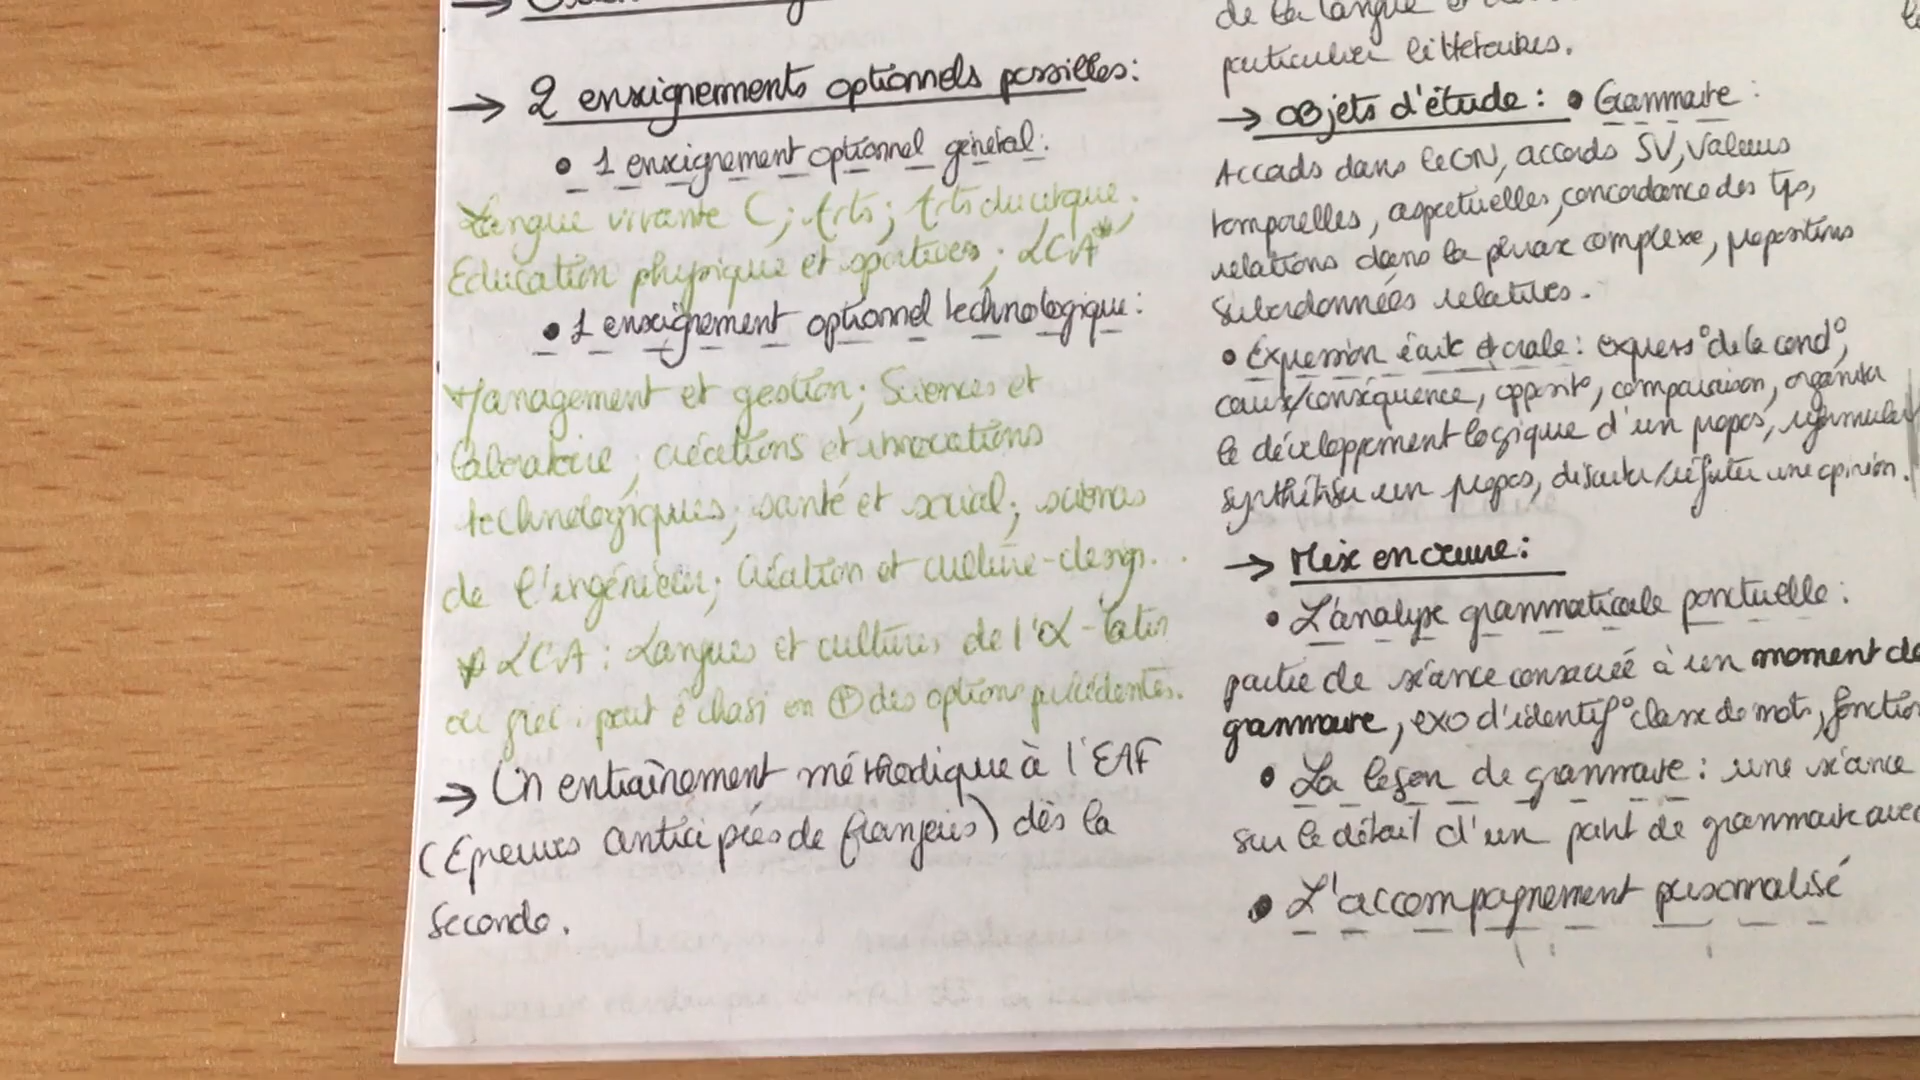 → 2 enseignements optionnels possibles :
• 1 enseignement optionnel général :
Langue vivante C ; Arts ; Arts du cirque ;
Education physique et sportives ; LCA*
• 1 enseignement optionnel technologique :
Management et gestion ; Sciences et
laboratoire ; créations et innovations
technologiques ; santé et social ; sciences
de l'ingénieur ; Création et culture-design...
* LCA : Langues et cultures de l'α - latin
ou grec : peut ê choisi en ⊕ des options précédentes.
→ Un entraînement méthodique à l'EAF
(Epreuves anticipées de français) dès la
Seconde.
de la langue et
particulier littéraires.
→ Objets d'étude : • Grammaire :
Accords dans le GN, accords SV, Valeurs
temporelles, aspectuelles, concordance des tps,
relations dans la phrase complexe, propositions
subordonnées relatives.
• Expression écrite et orale : express° de la cond°,
cause/conséquence, opposit°, comparaison, organiser
le développement logique d'un propos, reformuler
synthétiser un propos, discuter/réfuter une opinion.
→ Mise en œuvre :
• L'analyse grammaticale ponctuelle :
partie de séance consacrée à un moment de
grammaire, exo d'identif° classe de mots, fonction
• La leçon de grammaire : une séance
sur le détail d'un point de grammaire avec
• L'accompagnement personnalisé